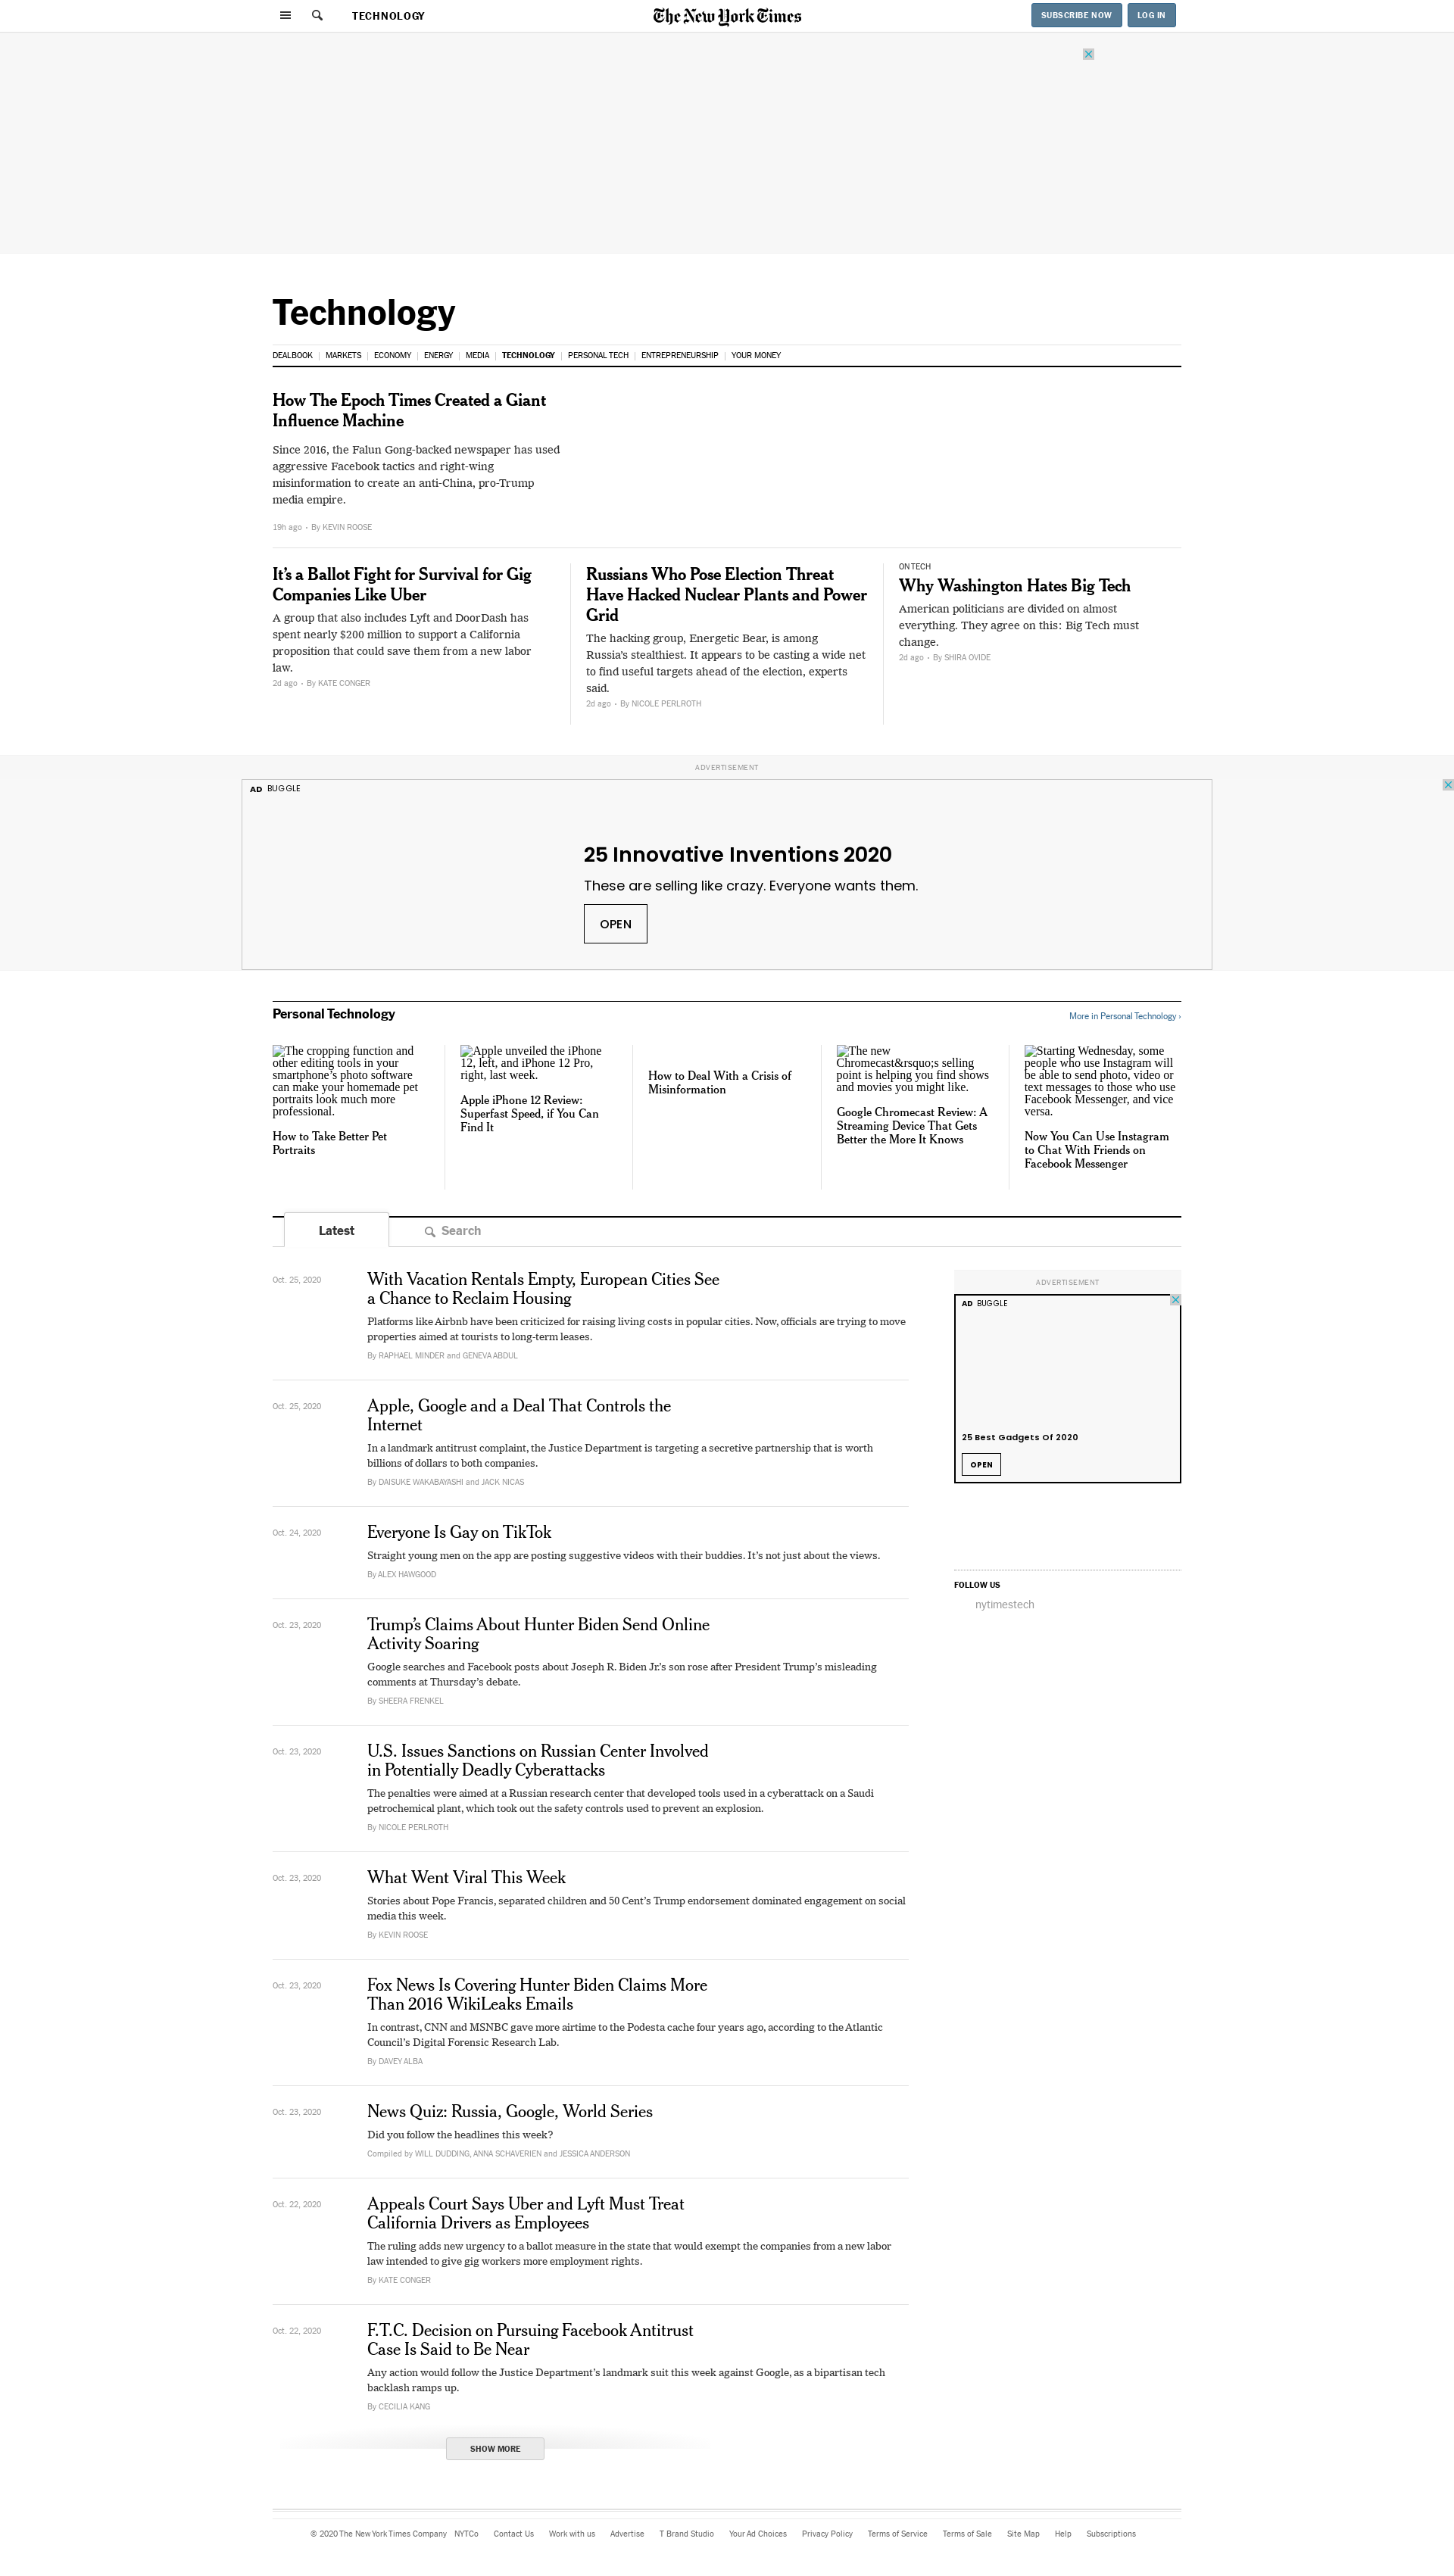 TECHNOLOGY
The New York Times
SUBSCRIBE NOW
LOG IN
Technology
DEALBOOK
MARKETS
ECONOMY
ENERGY
MEDIA
TECHNOLOGY
PERSONAL TECH
ENTREPRENEURSHIP
YOUR MONEY
How The Epoch Times Created a Giant
Influence Machine
Since 2016, the Falun Gong-backed newspaper has used
aggressive Facebook tactics and right-wing
misinformation to create an anti-China, pro-Trump
media empire.
19h ago • By KEVIN ROOSE
It’s a Ballot Fight for Survival for Gig
Companies Like Uber
A group that also includes Lyft and DoorDash has
spent nearly $200 million to support a California
proposition that could save them from a new labor
law.
2d ago • By KATE CONGER
Russians Who Pose Election Threat
Have Hacked Nuclear Plants and Power
Grid
The hacking group, Energetic Bear, is among
Russia’s stealthiest. It appears to be casting a wide net
to find useful targets ahead of the election, experts
said.
2d ago • By NICOLE PERLROTH
ON TECH
Why Washington Hates Big Tech
American politicians are divided on almost
everything. They agree on this: Big Tech must
change.
2d ago • By SHIRA OVIDE
ADVERTISEMENT
AD BUGGLE
25 Innovative Inventions 2020
These are selling like crazy. Everyone wants them.
OPEN
Personal Technology
More in Personal Technology ›
The cropping function and
other editing tools in your
smartphone’s photo software
can make your homemade pet
portraits look much more
professional.
How to Take Better Pet
Portraits
Apple unveiled the iPhone
12, left, and iPhone 12 Pro,
right, last week.
Apple iPhone 12 Review:
Superfast Speed, if You Can
Find It
How to Deal With a Crisis of
Misinformation
The new
Chromecast&rsquo;s selling
point is helping you find shows
and movies you might like.
Google Chromecast Review: A
Streaming Device That Gets
Better the More It Knows
Starting Wednesday, some
people who use Instagram will
be able to send photo, video or
text messages to those who use
Facebook Messenger, and vice
versa.
Now You Can Use Instagram
to Chat With Friends on
Facebook Messenger
Latest
Search
Oct. 25, 2020
With Vacation Rentals Empty, European Cities See
a Chance to Reclaim Housing
Platforms like Airbnb have been criticized for raising living costs in popular cities. Now, officials are trying to move
properties aimed at tourists to long-term leases.
By RAPHAEL MINDER and GENEVA ABDUL
Oct. 25, 2020
Apple, Google and a Deal That Controls the
Internet
In a landmark antitrust complaint, the Justice Department is targeting a secretive partnership that is worth
billions of dollars to both companies.
By DAISUKE WAKABAYASHI and JACK NICAS
Oct. 24, 2020
Everyone Is Gay on TikTok
Straight young men on the app are posting suggestive videos with their buddies. It’s not just about the views.
By ALEX HAWGOOD
Oct. 23, 2020
Trump’s Claims About Hunter Biden Send Online
Activity Soaring
Google searches and Facebook posts about Joseph R. Biden Jr.’s son rose after President Trump’s misleading
comments at Thursday’s debate.
By SHEERA FRENKEL
Oct. 23, 2020
U.S. Issues Sanctions on Russian Center Involved
in Potentially Deadly Cyberattacks
The penalties were aimed at a Russian research center that developed tools used in a cyberattack on a Saudi
petrochemical plant, which took out the safety controls used to prevent an explosion.
By NICOLE PERLROTH
Oct. 23, 2020
What Went Viral This Week
Stories about Pope Francis, separated children and 50 Cent’s Trump endorsement dominated engagement on social
media this week.
By KEVIN ROOSE
Oct. 23, 2020
Fox News Is Covering Hunter Biden Claims More
Than 2016 WikiLeaks Emails
In contrast, CNN and MSNBC gave more airtime to the Podesta cache four years ago, according to the Atlantic
Council’s Digital Forensic Research Lab.
By DAVEY ALBA
Oct. 23, 2020
News Quiz: Russia, Google, World Series
Did you follow the headlines this week?
Compiled by WILL DUDDING, ANNA SCHAVERIEN and JESSICA ANDERSON
Oct. 22, 2020
Appeals Court Says Uber and Lyft Must Treat
California Drivers as Employees
The ruling adds new urgency to a ballot measure in the state that would exempt the companies from a new labor
law intended to give gig workers more employment rights.
By KATE CONGER
Oct. 22, 2020
F.T.C. Decision on Pursuing Facebook Antitrust
Case Is Said to Be Near
Any action would follow the Justice Department’s landmark suit this week against Google, as a bipartisan tech
backlash ramps up.
By CECILIA KANG
SHOW MORE
ADVERTISEMENT
AD BUGGLE
25 Best Gadgets Of 2020
OPEN
FOLLOW US
nytimestech
© 2020 The New York Times Company NYTCo Contact Us Work with us Advertise T Brand Studio Your Ad Choices Privacy Policy Terms of Service Terms of Sale Site Map Help Subscriptions